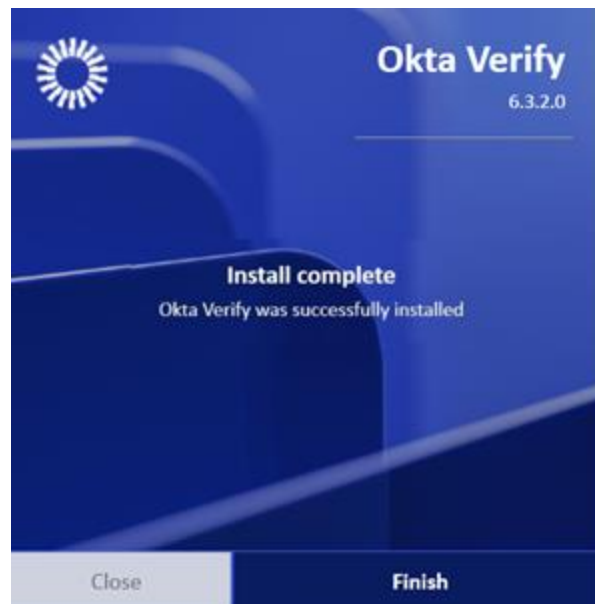 Okta Verify
6.3.2.0
Install complete
Okta Verify was successfully installed
Close
Finish